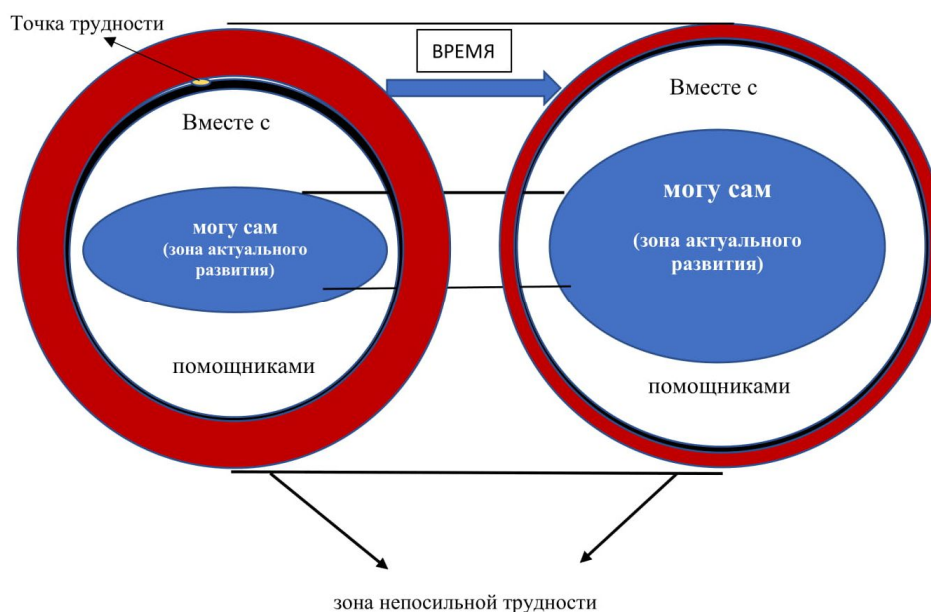 Точка трудности
ВРЕМЯ
Вместе с
могу сам
(зона актуального
развития)
помощниками
Вместе с
могу сам
(зона актуального
развития)
помощниками
зона непосильной трудности